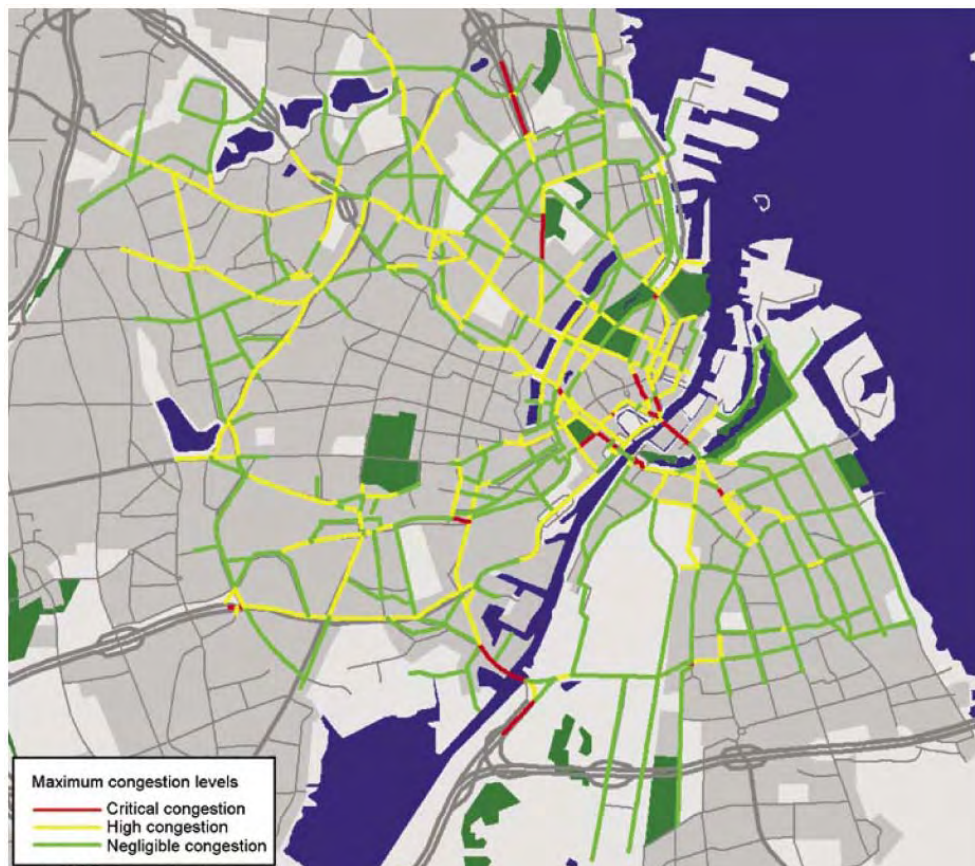 Maximum congestion levels
Critical congestion
High congestion
Negligible congestion